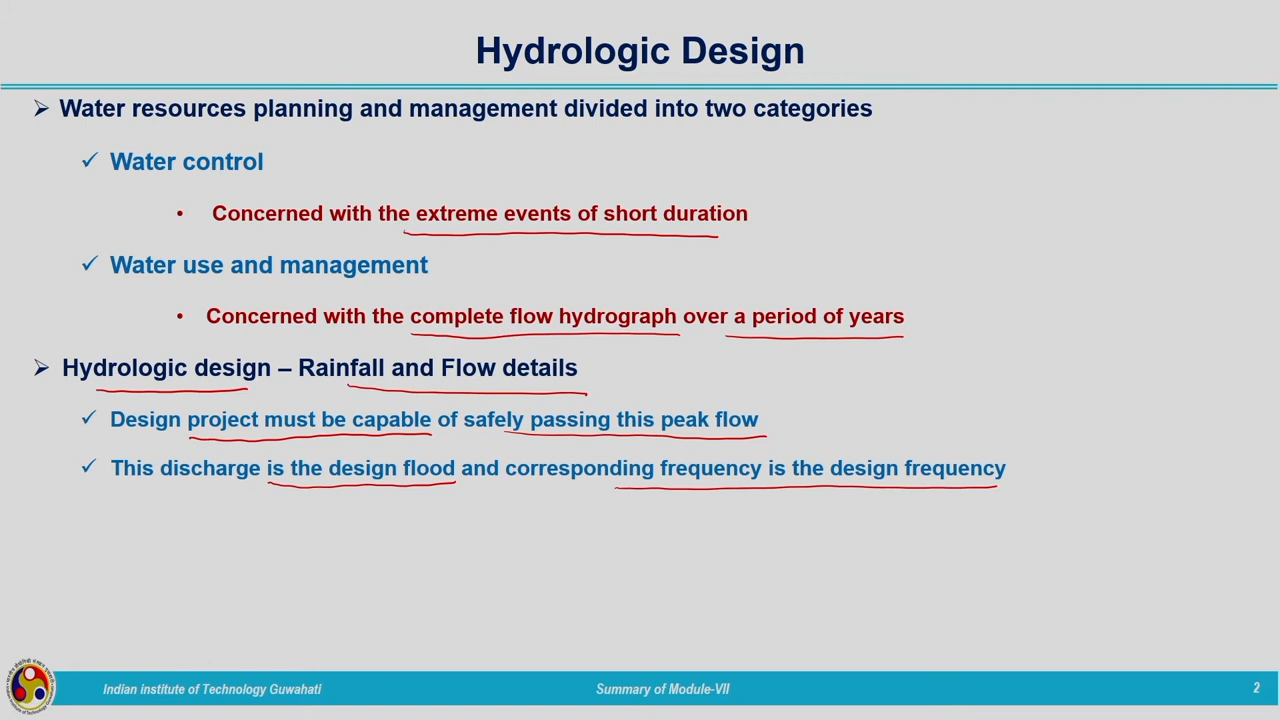 Hydrologic Design
➢ Water resources planning and management divided into two categories
✓ Water control
• Concerned with the extreme events of short duration
✓ Water use and management
• Concerned with the complete flow hydrograph over a period of years
➢ Hydrologic design – Rainfall and Flow details
✓ Design project must be capable of safely passing this peak flow
✓ This discharge is the design flood and corresponding frequency is the design frequency
Indian institute of Technology Guwahati
Summary of Module-VII
2